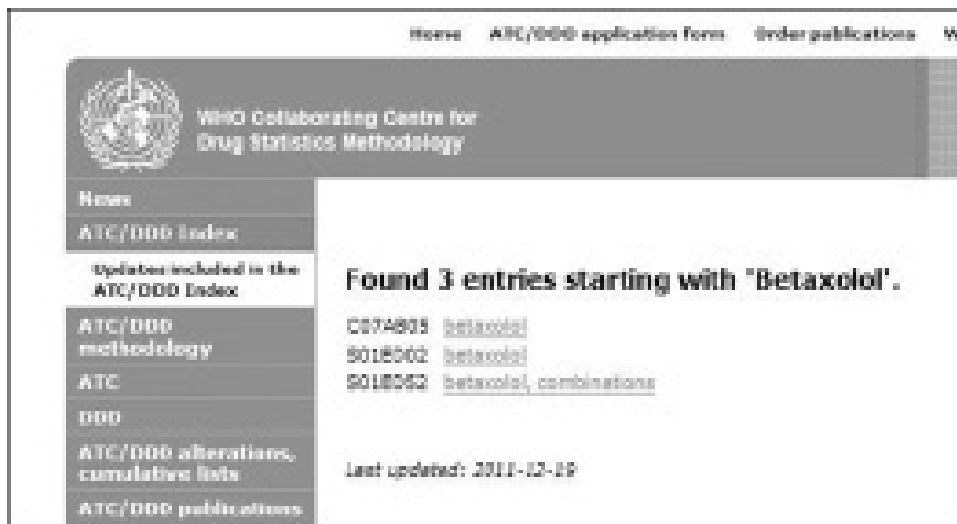 Home ATC/DDD application form Order publications W
WHO Collaborating Centre for
Drug Statistics Methodology
News
ATC/DDD Index
Updates included in the
ATC/DDD Index
ATC/DDD
methodology
ATC
DDD
ATC/DDD alterations,
cumulative lists
ATC/DDD publications
Found 3 entries starting with 'Betaxolol'.
C07AB05 betaxolol
S01ED02 betaxolol
S01ED52 betaxolol, combinations
Last updated: 2011-12-19